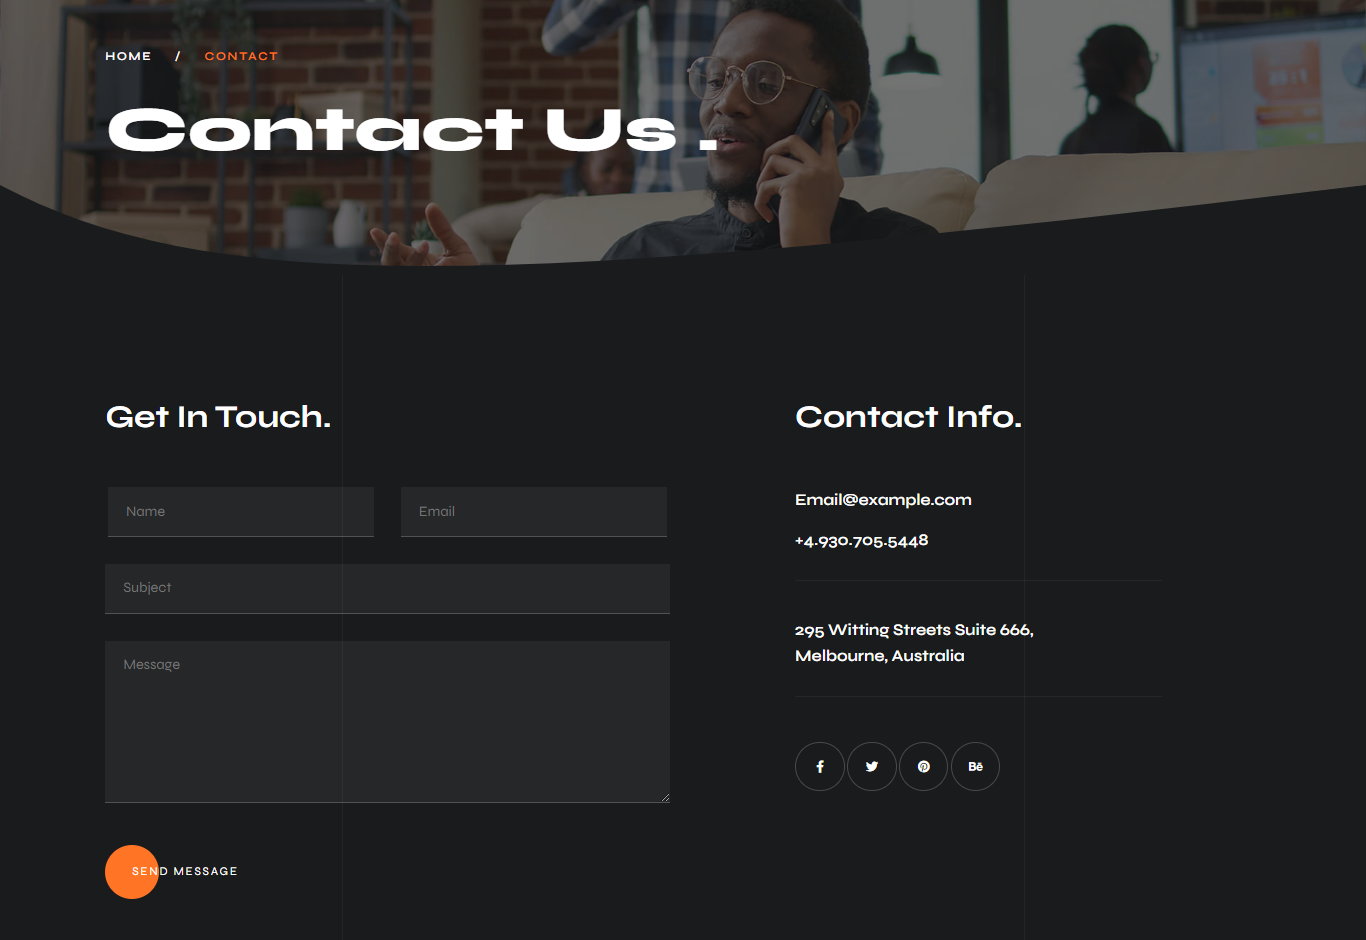 HOME / CONTACT
Contact Us .
Get In Touch.
Name
Email
Subject
Message
SEND MESSAGE
Contact Info.
Email@example.com
+4.930.705.5448
295 Witting Streets Suite 666,
Melbourne, Australia
Bē